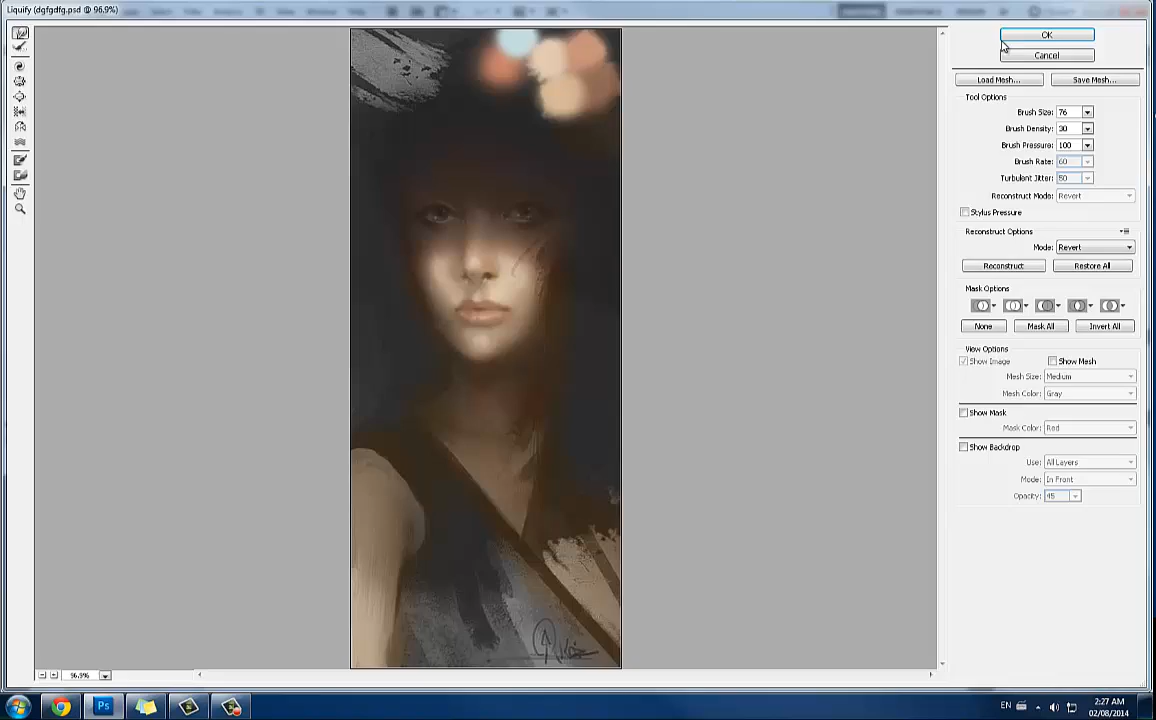 Liquify (dgfgdfg.psd @ 96.9%)
OK
Cancel
Load Mesh... Save Mesh...
Tool Options
Brush Size: 76
Brush Density: 30
Brush Pressure: 100
Brush Rate: 60
Turbulent Jitter: 50
Reconstruct Mode: Revert
Stylus Pressure
Reconstruct Options
Mode: Revert
Reconstruct Restore All
Mask Options
None Mask All Invert All
View Options
Show Image Show Mesh
Mesh Size: Medium
Mesh Color: Gray
Show Mask
Mask Color: Red
Show Backdrop
Use: All Layers
Mode: In Front
Opacity: 45
96.9%
Ps
EN
2:27 AM
02/08/2014